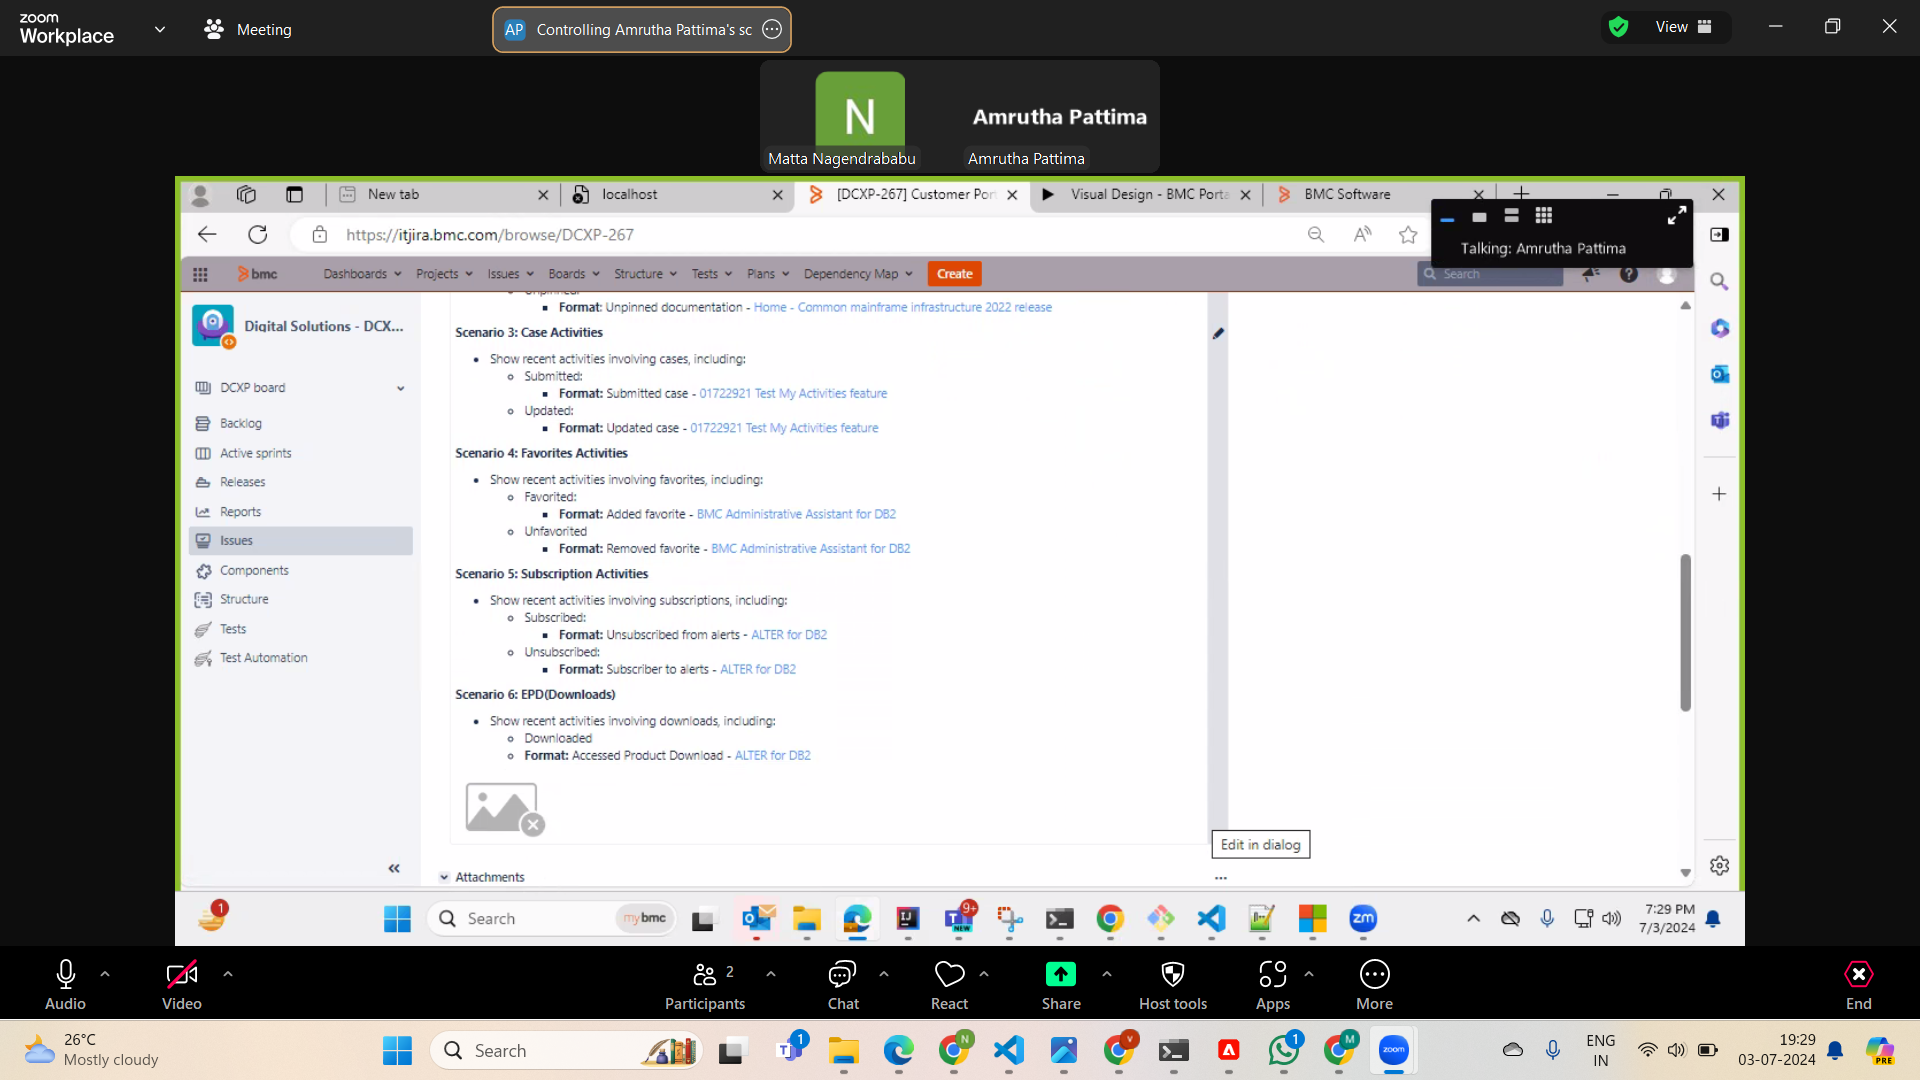 zoom
Workplace
Meeting
AP Controlling Amrutha Pattima's sc
View
N
Matta Nagendrababu
Amrutha Pattima
Amrutha Pattima
New tab
localhost
[DCXP-267] Customer Por
Visual Design - BMC Porta
BMC Software
https://itjira.bmc.com/browse/DCXP-267
Talking: Amrutha Pattima
bmc
Dashboards
Projects
Issues
Boards
Structure
Tests
Plans
Dependency Map
Create
Search
Digital Solutions - DCX...
DCXP board
Backlog
Active sprints
Releases
Reports
Issues
Components
Structure
Tests
Test Automation
Unpinned:
Format: Unpinned documentation - Home - Common mainframe infrastructure 2022 release
Scenario 3: Case Activities
Show recent activities involving cases, including:
Submitted:
Format: Submitted case - 01722921 Test My Activities feature
Updated:
Format: Updated case - 01722921 Test My Activities feature
Scenario 4: Favorites Activities
Show recent activities involving favorites, including:
Favorited:
Format: Added favorite - BMC Administrative Assistant for DB2
Unfavorited
Format: Removed favorite - BMC Administrative Assistant for DB2
Scenario 5: Subscription Activities
Show recent activities involving subscriptions, including:
Subscribed:
Format: Unsubscribed from alerts - ALTER for DB2
Unsubscribed:
Format: Subscriber to alerts - ALTER for DB2
Scenario 6: EPD(Downloads)
Show recent activities involving downloads, including:
Downloaded
Format: Accessed Product Download - ALTER for DB2
Edit in dialog
Attachments
1
Search
my bmc
9+
NEW
zm
7:29 PM
7/3/2024
Audio
Video
2
Participants
Chat
React
Share
Host tools
Apps
More
End
26°C
Mostly cloudy
Search
1
N
V
1
M
zoom
ENG
IN
19:29
03-07-2024
PRE